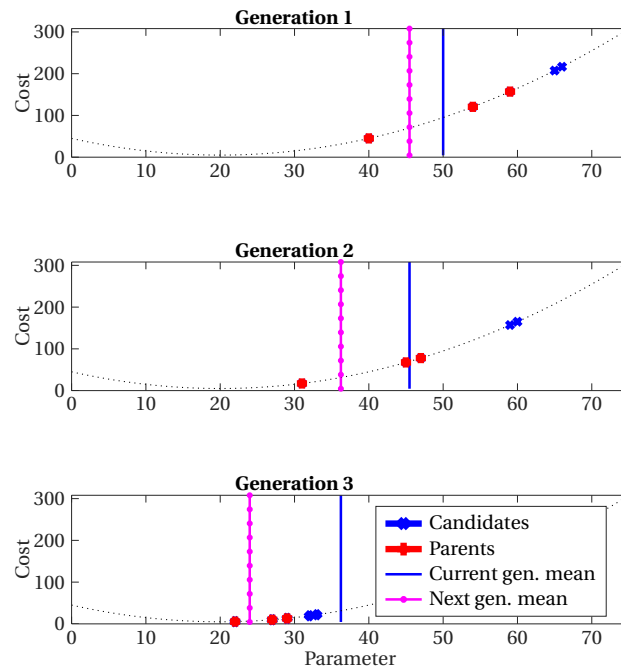 Generation 1
300
200
100
0
Cost
0 10 20 30 40 50 60 70
Generation 2
300
200
100
0
Cost
0 10 20 30 40 50 60 70
Generation 3
300
200
100
0
Cost
Candidates
Parents
Current gen. mean
Next gen. mean
0 10 20 30 40 50 60 70
Parameter